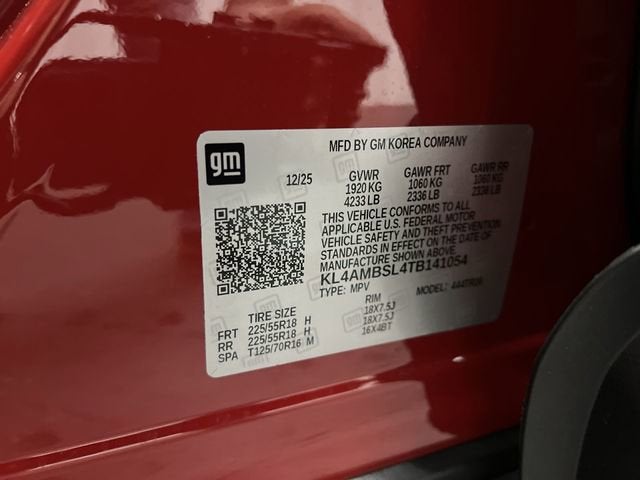 gm
MFD BY GM KOREA COMPANY
12/25
GVWR GAWR FRT GAWR RR
1920 KG 1060 KG 1060 KG
4233 LB 2336 LB 2336 LB
THIS VEHICLE CONFORMS TO ALL
APPLICABLE U.S. FEDERAL MOTOR
VEHICLE SAFETY AND THEFT PREVENTION
STANDARDS IN EFFECT ON THE DATE OF
MANUFACTURE SHOWN ABOVE.
KL4AMBSL4TB141054
TYPE: MPV MODEL: 4TR26
TIRE SIZE RIM
FRT 225/55R18 H 18X7.5J
RR 225/55R18 H 18X7.5J
SPA T125/70R16 M 16X4BT